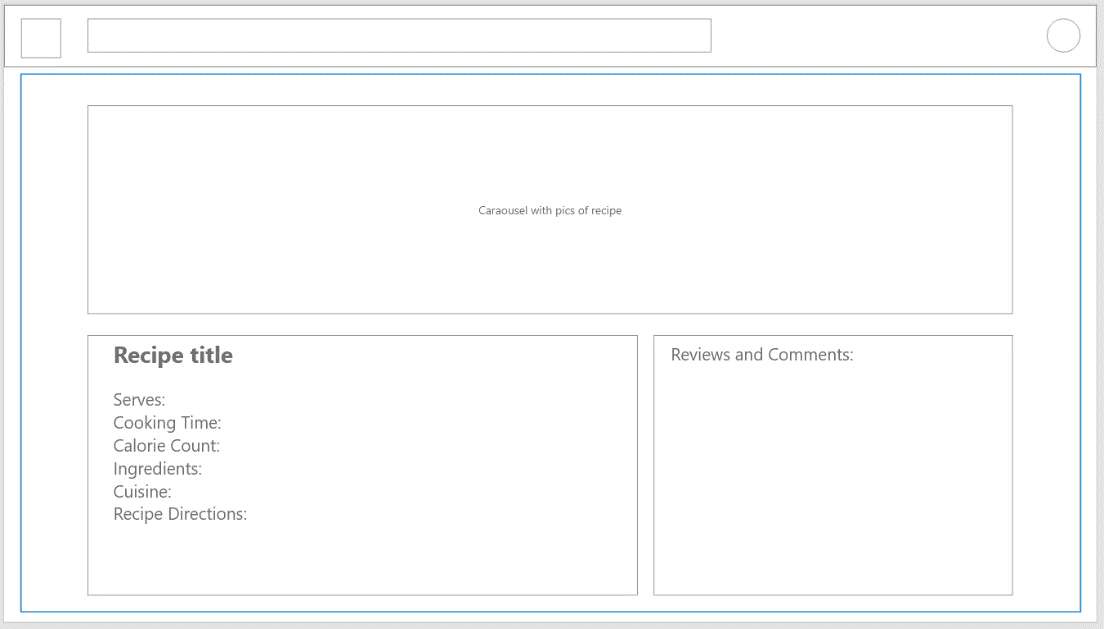 Caraousel with pics of recipe
Recipe title
Serves:
Cooking Time:
Calorie Count:
Ingredients:
Cuisine:
Recipe Directions:
Reviews and Comments: